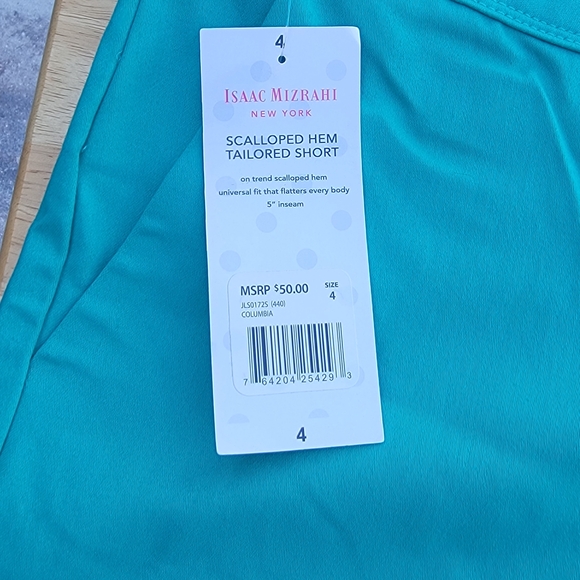 4
ISAAC MIZRAHI
NEW YORK
SCALLOPED HEM
TAILORED SHORT
on trend scalloped hem
universal fit that flatters every body
5" inseam
MSRP $50.00 SIZE
4
JLS0172S (440)
COLUMBIA
7 64204 25429 3
4